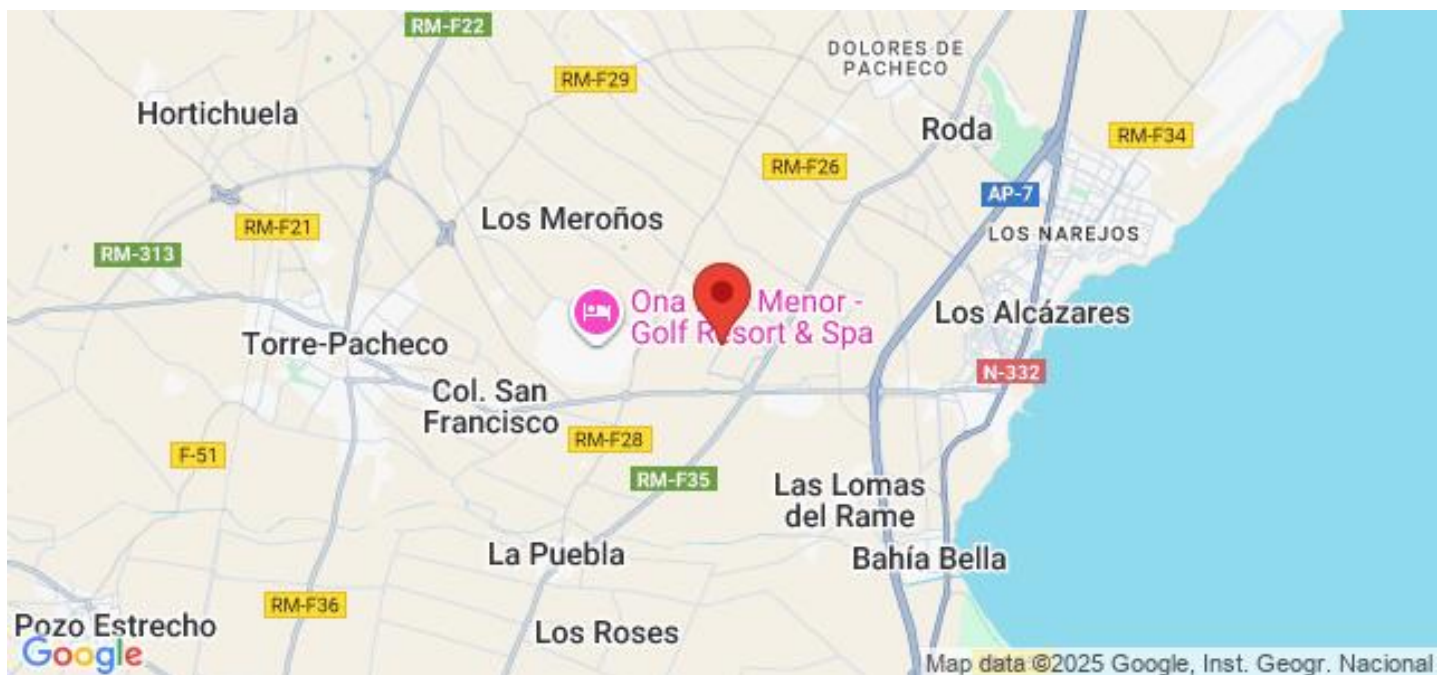 RM-F22
DOLORES DE
PACHECO
RM-F29
Hortichuela
Roda
RM-F34
RM-F26
AP-7
Los Meroños
RM-F21
LOS NAREJOS
RM-313
Ona Menor -
Golf Resort & Spa
Los Alcázares
Torre-Pacheco
N-332
Col. San
Francisco
RM-F28
F-51
RM-F35
Las Lomas
del Rame
La Puebla
Bahía Bella
RM-F36
Pozo Estrecho
Los Roses
Google
Map data ©2025 Google, Inst. Geogr. Nacional